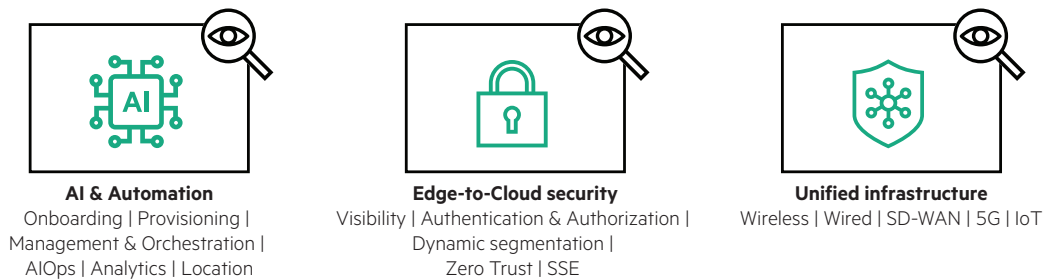 AI
AI & Automation
Onboarding | Provisioning |
Management & Orchestration |
AIOps | Analytics | Location
Edge-to-Cloud security
Visibility | Authentication & Authorization |
Dynamic segmentation |
Zero Trust | SSE
Unified infrastructure
Wireless | Wired | SD-WAN | 5G | IoT